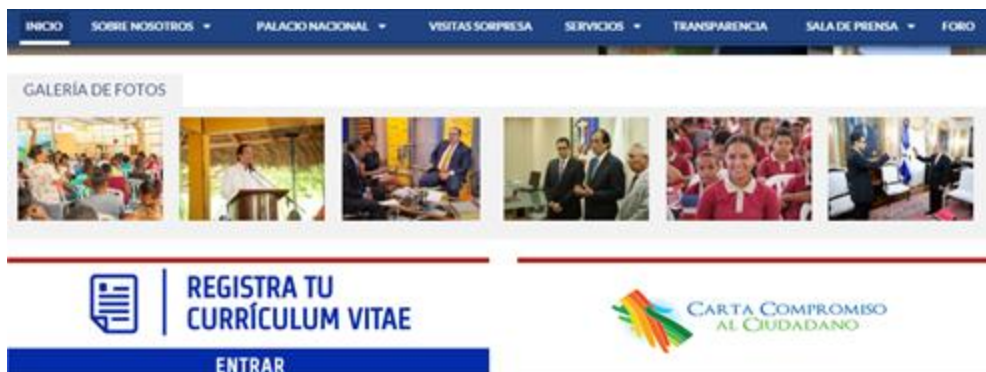 INICIO SOBRE NOSOTROS PALACIO NACIONAL VISITAS SORPRESA SERVICIOS TRANSPARENCIA SALA DE PRENSA FORO
GALERÍA DE FOTOS
REGISTRA TU
CURRÍCULUM VITAE
ENTRAR
CARTA COMPROMISO
AL CIUDADANO